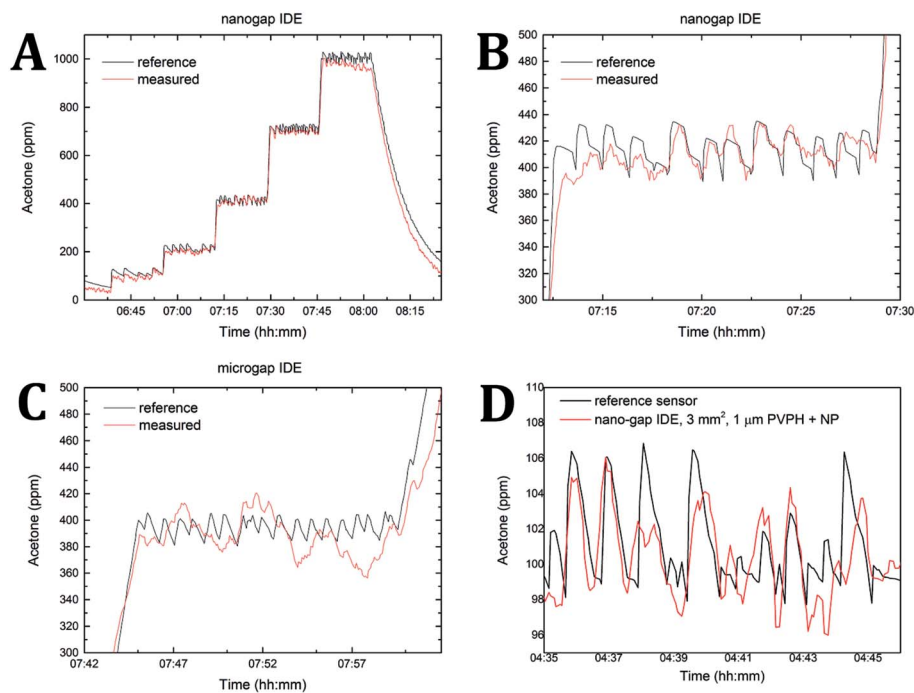 nanogap IDE
A
reference
measured
Acetone (ppm)
1000
800
600
400
200
0
06:45 07:00 07:15 07:30 07:45 08:00 08:15
Time (hh:mm)
nanogap IDE
B
reference
measured
Acetone (ppm)
500
480
460
440
420
400
380
360
340
320
300
07:15 07:20 07:25 07:30
Time (hh:mm)
microgap IDE
C
reference
measured
Acetone (ppm)
500
480
460
440
420
400
380
360
340
320
300
07:42 07:47 07:52 07:57
Time (hh:mm)
D
reference sensor
nano-gap IDE, 3 mm², 1 μm PVPH + NP
Acetone (ppm)
110
108
106
104
102
100
98
96
04:35 04:37 04:39 04:41 04:43 04:45
Time (hh:mm)